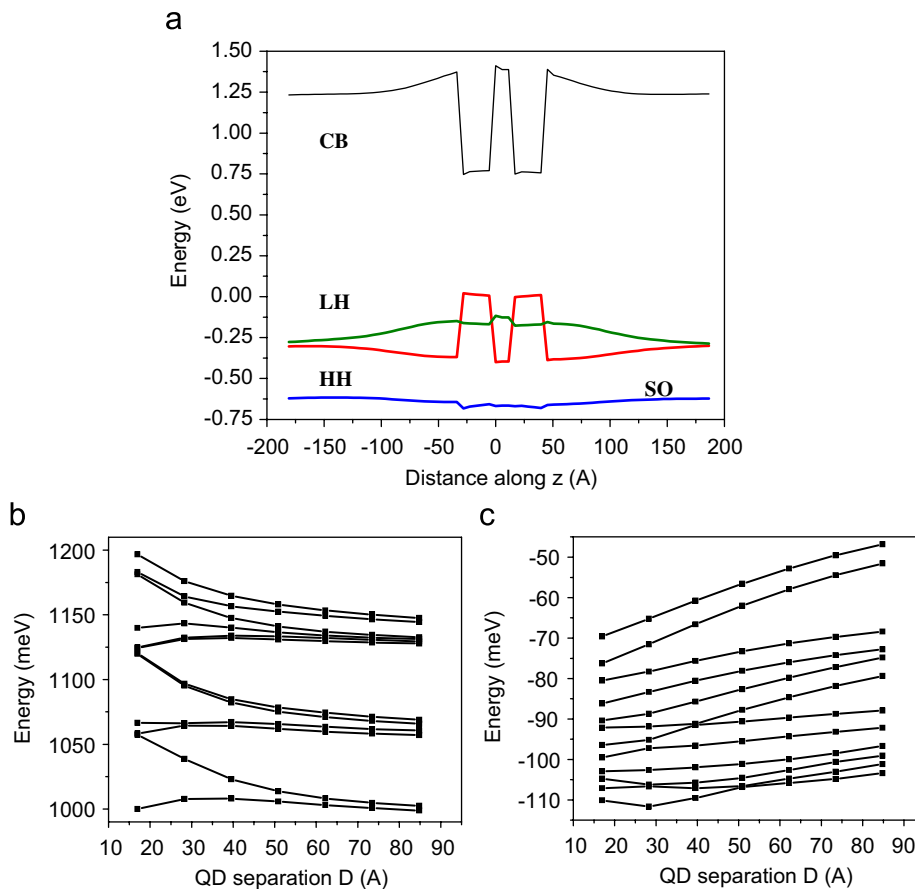 a
1.50
1.25
1.00
0.75
0.50
0.25
0.00
-0.25
-0.50
-0.75
Energy (eV)
CB
LH
HH
SO
-200 -150 -100 -50 0 50 100 150 200
Distance along z (A)
b
1200
1150
1100
1050
1000
Energy (meV)
10 20 30 40 50 60 70 80 90
QD separation D (A)
c
-50
-60
-70
-80
-90
-100
-110
Energy (meV)
10 20 30 40 50 60 70 80 90
QD separation D (A)